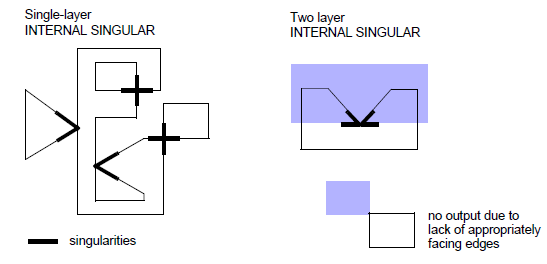 Single-layer
INTERNAL SINGULAR
Two layer
INTERNAL SINGULAR
no output due to
lack of appropriately
facing edges
singularities